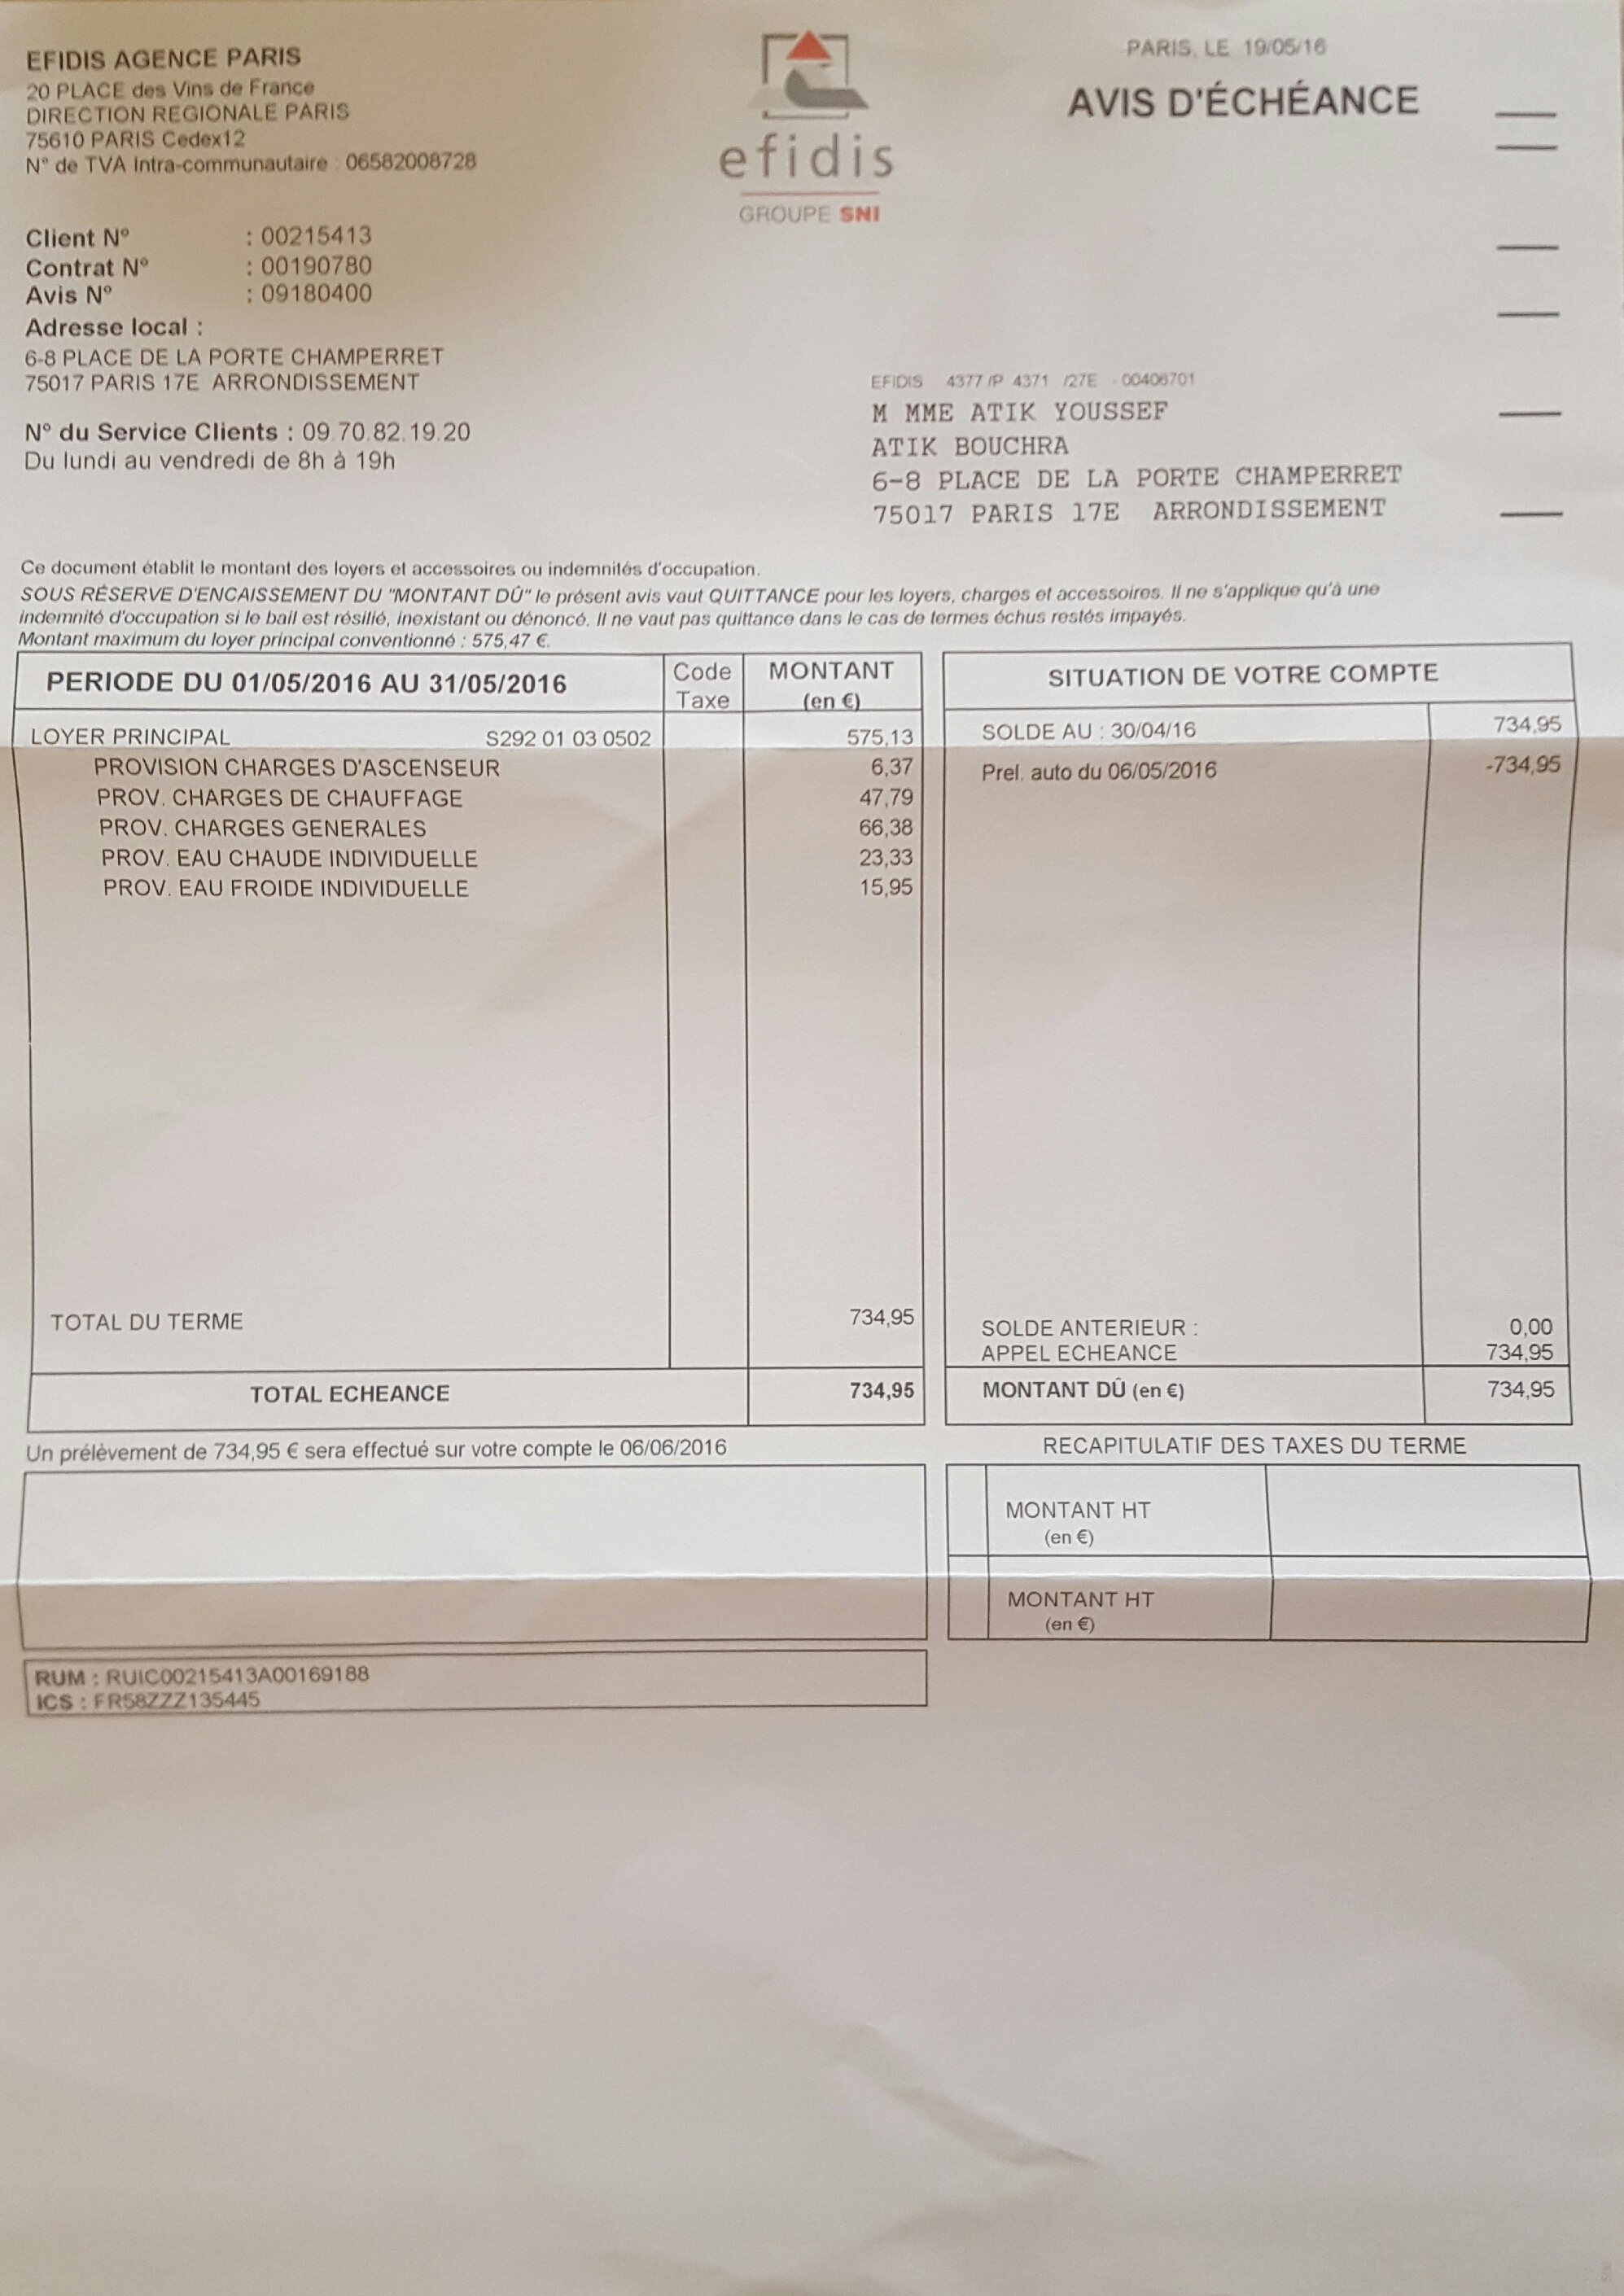 EFIDIS AGENCE PARIS
20 PLACE des Vins de France
DIRECTION REGIONALE PARIS
75610 PARIS Cedex12
N° de TVA Intra-communautaire : 06582008728
efidis
GROUPE SNI
PARIS, LE 19/05/16
AVIS D'ÉCHÉANCE
Client N° : 00215413
Contrat N° : 00190780
Avis N° : 09180400
Adresse local :
6-8 PLACE DE LA PORTE CHAMPERRET
75017 PARIS 17E ARRONDISSEMENT
N° du Service Clients : 09.70.82.19.20
Du lundi au vendredi de 8h à 19h
EFIDIS 4377 /P 4371 /27E - 00406701
M MME ATIK YOUSSEF
ATIK BOUCHRA
6-8 PLACE DE LA PORTE CHAMPERRET
75017 PARIS 17E ARRONDISSEMENT
Ce document établit le montant des loyers et accessoires ou indemnités d'occupation.
SOUS RÉSERVE D'ENCAISSEMENT DU "MONTANT DÛ" le présent avis vaut QUITTANCE pour les loyers, charges et accessoires. Il ne s'applique qu'à une
indemnité d'occupation si le bail est résilié, inexistant ou dénoncé. Il ne vaut pas quittance dans le cas de termes échus restés impayés.
Montant maximum du loyer principal conventionné : 575,47 €.
PERIODE DU 01/05/2016 AU 31/05/2016
Code
Taxe
MONTANT
(en €)
LOYER PRINCIPAL S292 01 03 0502 575,13
PROVISION CHARGES D'ASCENSEUR 6,37
PROV. CHARGES DE CHAUFFAGE 47,79
PROV. CHARGES GENERALES 66,38
PROV. EAU CHAUDE INDIVIDUELLE 23,33
PROV. EAU FROIDE INDIVIDUELLE 15,95
TOTAL DU TERME 734,95
TOTAL ECHEANCE 734,95
SITUATION DE VOTRE COMPTE
SOLDE AU : 30/04/16 734,95
Prel. auto du 06/05/2016 -734,95
SOLDE ANTERIEUR : 0,00
APPEL ECHEANCE 734,95
MONTANT DÛ (en €) 734,95
Un prélèvement de 734,95 € sera effectué sur votre compte le 06/06/2016
RECAPITULATIF DES TAXES DU TERME
MONTANT HT
(en €)
MONTANT HT
(en €)
RUM : RUIC00215413A00169188
ICS : FR58ZZZ135445